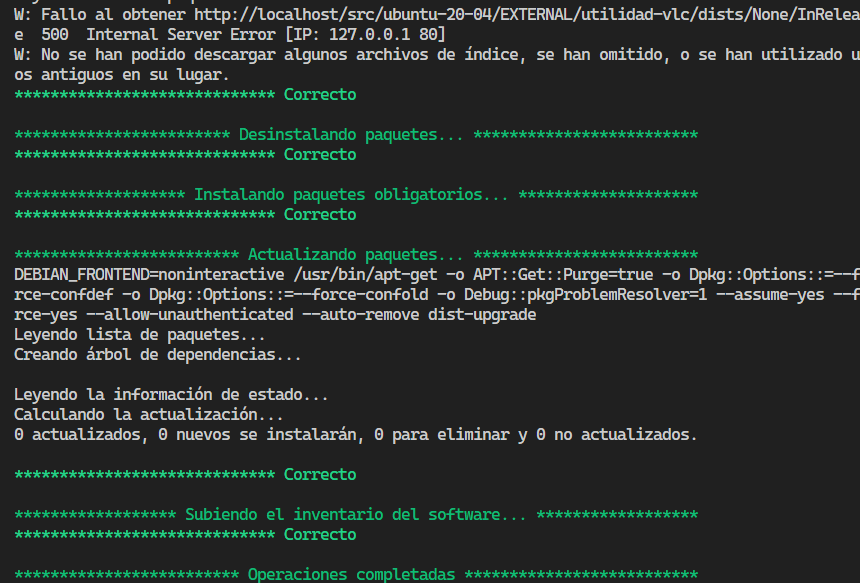 W: Fallo al obtener http://localhost/src/ubuntu-20-04/EXTERNAL/utilidad-vlc/dists/None/InRelea
e  500  Internal Server Error [IP: 127.0.0.1 80]
W: No se han podido descargar algunos archivos de índice, se han omitido, o se han utilizado u
os antiguos en su lugar.
***************************** Correcto
************************ Desinstalando paquetes... *************************
***************************** Correcto
******************* Instalando paquetes obligatorios... ********************
***************************** Correcto
************************* Actualizando paquetes... *************************
DEBIAN_FRONTEND=noninteractive /usr/bin/apt-get -o APT::Get::Purge=true -o Dpkg::Options::=--f
rce-confdef -o Dpkg::Options::=--force-confold -o Debug::pkgProblemResolver=1 --assume-yes --f
rce-yes --allow-unauthenticated --auto-remove dist-upgrade
Leyendo lista de paquetes...
Creando árbol de dependencias...
Leyendo la información de estado...
Calculando la actualización...
0 actualizados, 0 nuevos se instalarán, 0 para eliminar y 0 no actualizados.
***************************** Correcto
****************** Subiendo el inventario del software... ******************
***************************** Correcto
************************* Operaciones completadas **************************